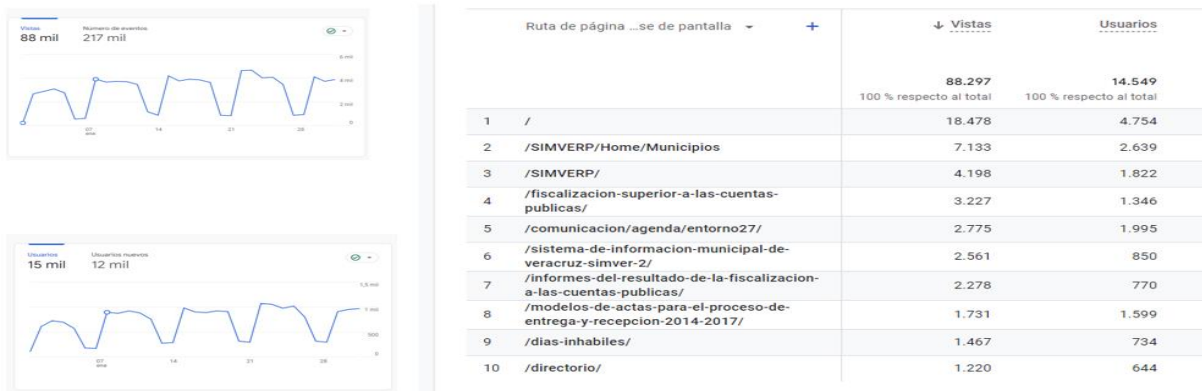 Vistas
Número de eventos
88 mil
217 mil
6 mil
4 mil
2 mil
0
07
ene
14
21
28
Usuarios
Usuarios nuevos
15 mil
12 mil
1,5 mil
1 mil
500
0
07
ene
14
21
28
Ruta de página ...se de pantalla
+
↓ Vistas
Usuarios
88.297
14.549
100 % respecto al total
100 % respecto al total
1 / 18.478 4.754
2 /SIMVERP/Home/Municipios 7.133 2.639
3 /SIMVERP/ 4.198 1.822
4 /fiscalizacion-superior-a-las-cuentas-
publicas/ 3.227 1.346
5 /comunicacion/agenda/entorno27/ 2.775 1.995
6 /sistema-de-informacion-municipal-de-
veracruz-simver-2/ 2.561 850
7 /informes-del-resultado-de-la-fiscalizacion-
a-las-cuentas-publicas/ 2.278 770
8 /modelos-de-actas-para-el-proceso-de-
entrega-y-recepcion-2014-2017/ 1.731 1.599
9 /dias-inhabiles/ 1.467 734
10 /directorio/ 1.220 644